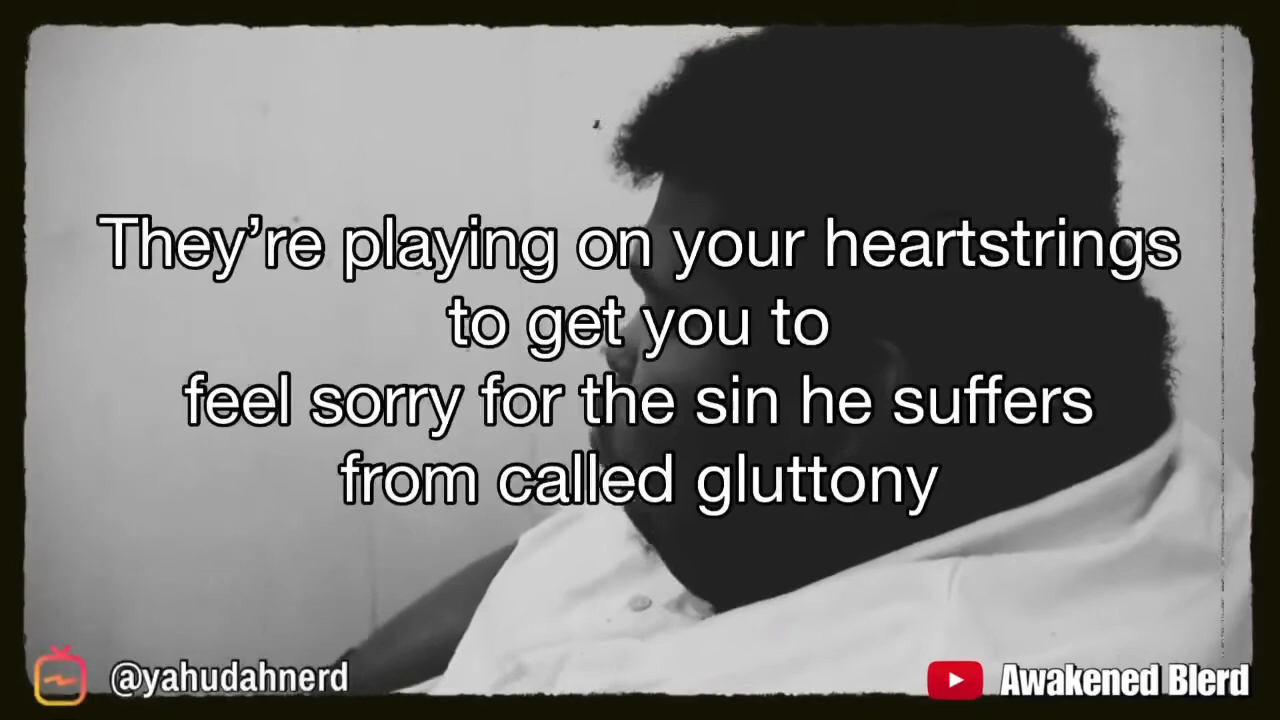 They’re playing on your heartstrings
to get you to
feel sorry for the sin he suffers
from called gluttony
@yahudahnerd
Awakened Blerd